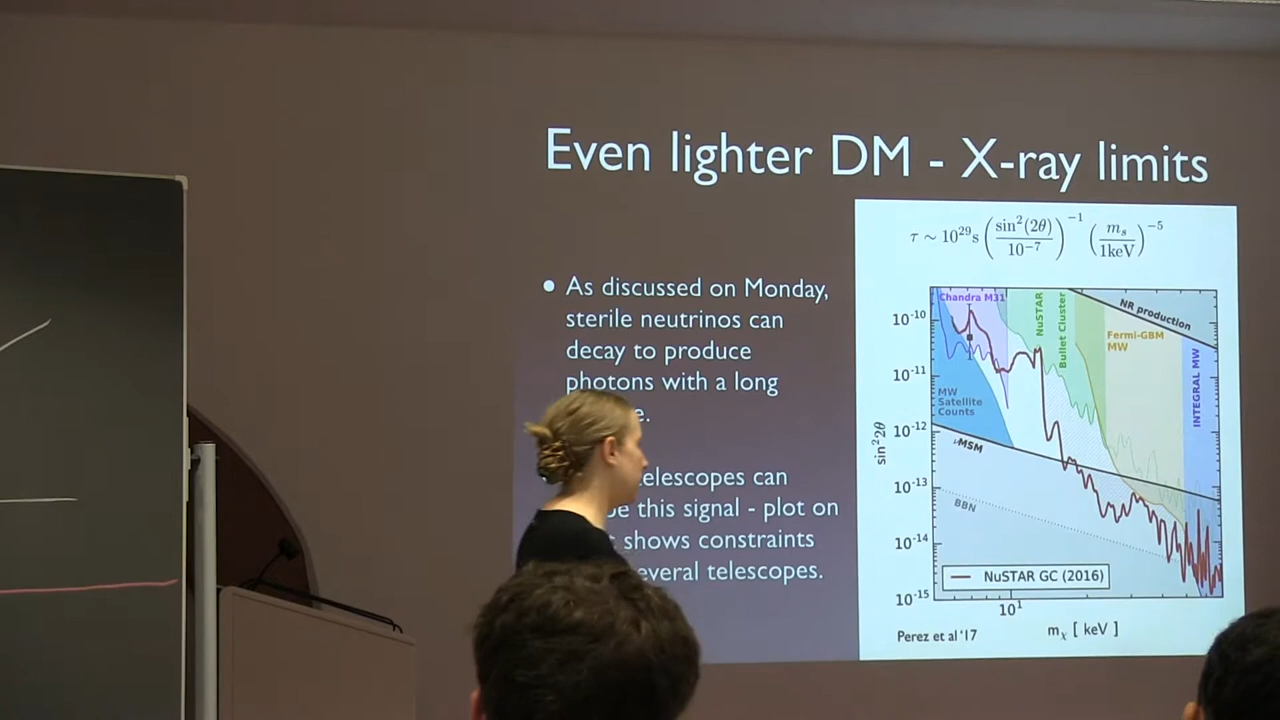 Even lighter DM - X-ray limits
• As discussed on Monday,
sterile neutrinos can
decay to produce
photons with a long
e.
elescopes can
e this signal - plot on
t shows constraints
everal telescopes.
τ ∼ 10²⁹s (sin²(2θ)/10⁻⁷)⁻¹ (mₛ/1keV)⁻⁵
Chandra M31
NuSTAR
Bullet Cluster
NR production
Fermi-GBM
MW
INTEGRAL MW
MW
Satellite
Counts
νMSM
BBN
NuSTAR GC (2016)
sin²2θ
10⁻¹⁰
10⁻¹¹
10⁻¹²
10⁻¹³
10⁻¹⁴
10⁻¹⁵
10¹
Perez et al '17
mχ [ keV ]